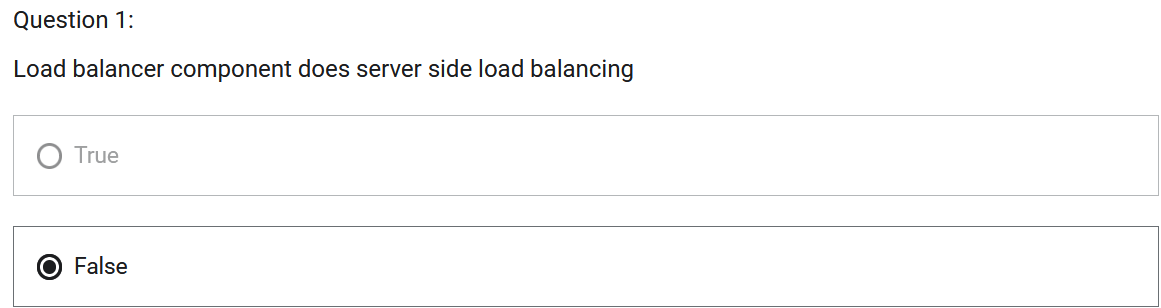 Question 1:
Load balancer component does server side load balancing
True
False